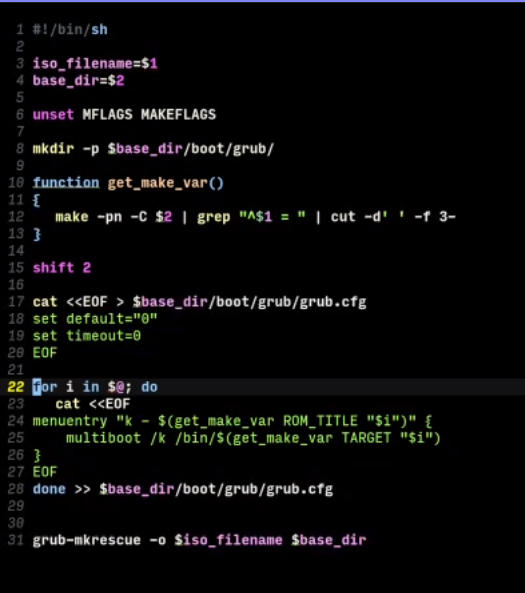 1 #!/bin/sh
2
3 iso_filename=$1
4 base_dir=$2
5
6 unset MFLAGS MAKEFLAGS
7
8 mkdir -p $base_dir/boot/grub/
9
10 function get_make_var()
11 {
12     make -pn -C $2 | grep "^$1 = " | cut -d' ' -f 3-
13 }
14
15 shift 2
16
17 cat <<EOF > $base_dir/boot/grub/grub.cfg
18 set default="0"
19 set timeout=0
20 EOF
21
22 for i in $@; do
23     cat <<EOF
24 menuentry "k - $(get_make_var ROM_TITLE "$i")" {
25     multiboot /k /bin/$(get_make_var TARGET "$i")
26 }
27 EOF
28 done >> $base_dir/boot/grub/grub.cfg
29
30
31 grub-mkrescue -o $iso_filename $base_dir